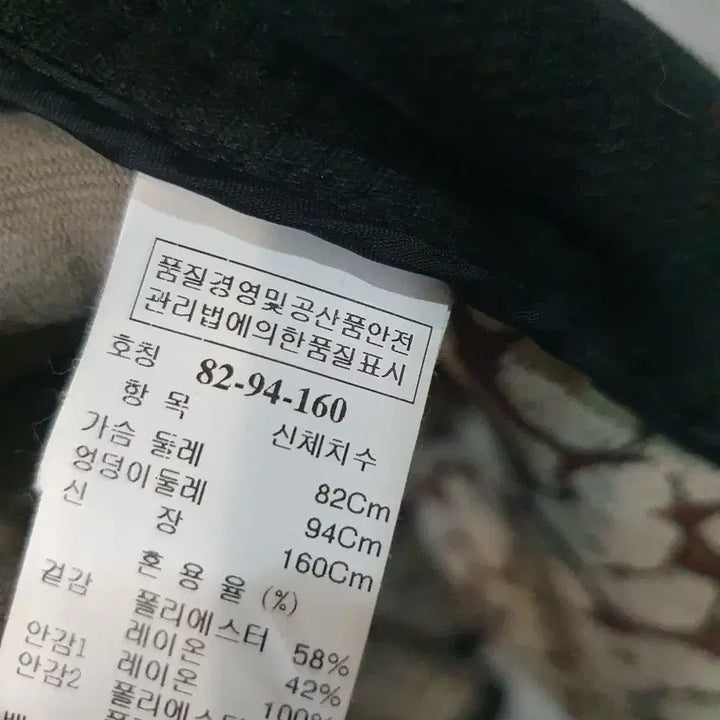 품질경영및공산품안전
관리법에의한품질표시
호칭 82-94-160
항 목 신체치수
가슴 둘레 82Cm
엉덩이둘레 94Cm
신 장 160Cm
혼 용 율 (%)
겉감 폴리에스터 58%
레이온 42%
안감1 레이온 100%
안감2 폴리에스터